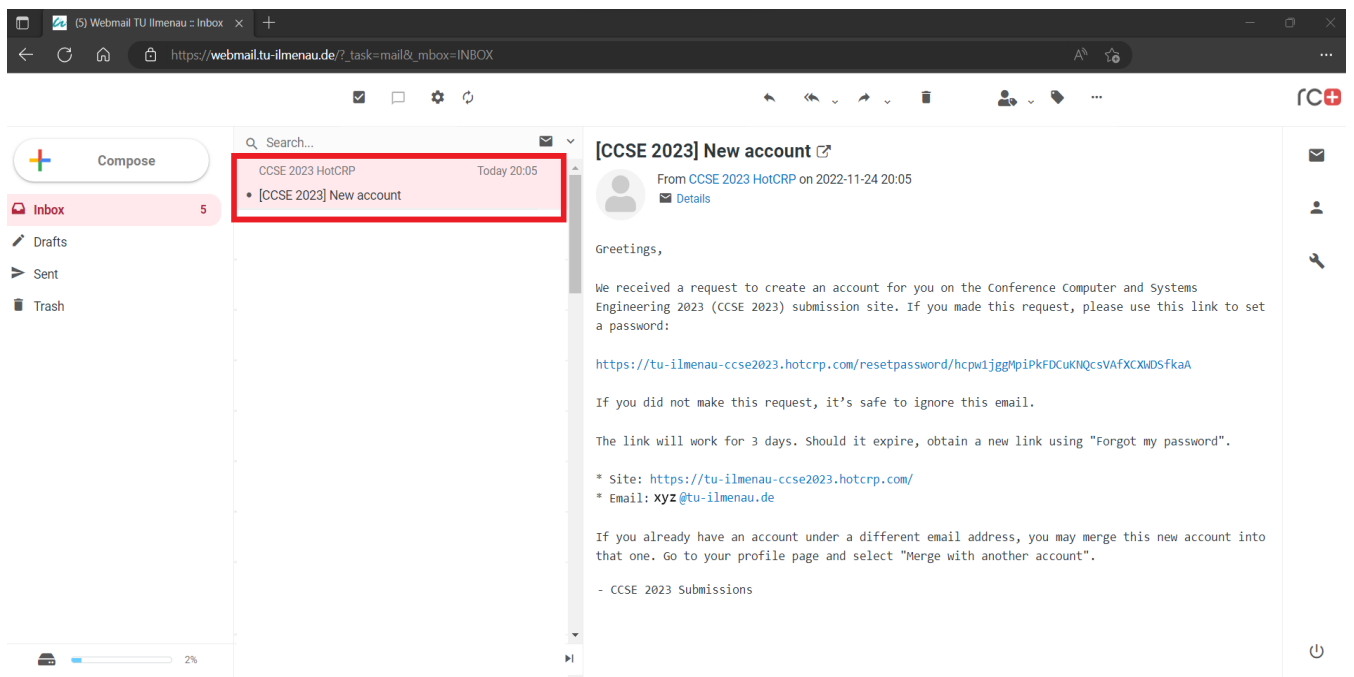 (5) Webmail TU Ilmenau :: Inbox
https://webmail.tu-ilmenau.de/?_task=mail&_mbox=INBOX
rc
Compose
Inbox 5
Drafts
Sent
Trash
2%
Search...
CCSE 2023 HotCRP Today 20:05
[CCSE 2023] New account
[CCSE 2023] New account
From CCSE 2023 HotCRP on 2022-11-24 20:05
Details
Greetings,
We received a request to create an account for you on the Conference Computer and Systems
Engineering 2023 (CCSE 2023) submission site. If you made this request, please use this link to set
a password:
https://tu-ilmenau-ccse2023.hotcrp.com/resetpassword/hcpw1jggMpiPkFDCuKNQcsVAfXCXWDSfkaA
If you did not make this request, it’s safe to ignore this email.
The link will work for 3 days. Should it expire, obtain a new link using "Forgot my password".
* Site: https://tu-ilmenau-ccse2023.hotcrp.com/
* Email: xyz@tu-ilmenau.de
If you already have an account under a different email address, you may merge this new account into
that one. Go to your profile page and select "Merge with another account".
- CCSE 2023 Submissions